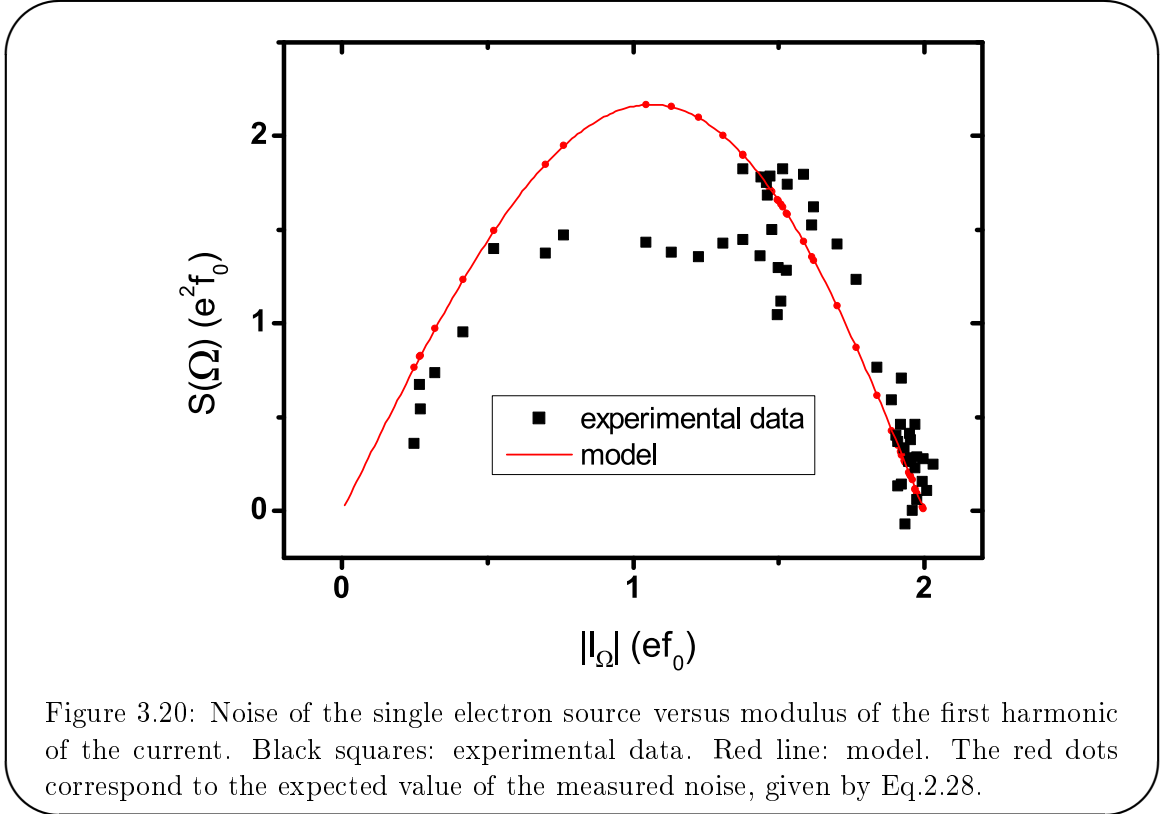 2
1
0
S(Ω) (e²f₀)
experimental data
model
0
1
2
|I_Ω| (ef₀)
Figure 3.20: Noise of the single electron source versus modulus of the first harmonic
of the current. Black squares: experimental data. Red line: model. The red dots
correspond to the expected value of the measured noise, given by Eq.2.28.